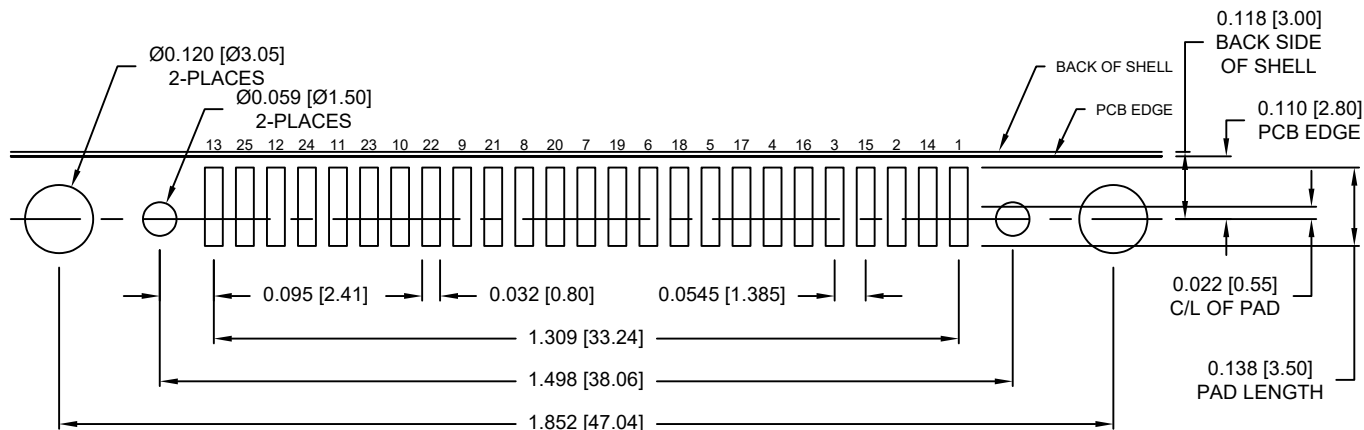 0.118 [3.00]
BACK SIDE
OF SHELL
Ø0.120 [Ø3.05]
2-PLACES
BACK OF SHELL
Ø0.059 [Ø1.50]
2-PLACES
PCB EDGE
0.110 [2.80]
PCB EDGE
13 25 12 24 11 23 10 22 9 21 8 20 7 19 6 18 5 17 4 16 3 15 2 14 1
0.095 [2.41]
0.032 [0.80]
0.0545 [1.385]
0.022 [0.55]
C/L OF PAD
1.309 [33.24]
1.498 [38.06]
0.138 [3.50]
PAD LENGTH
1.852 [47.04]